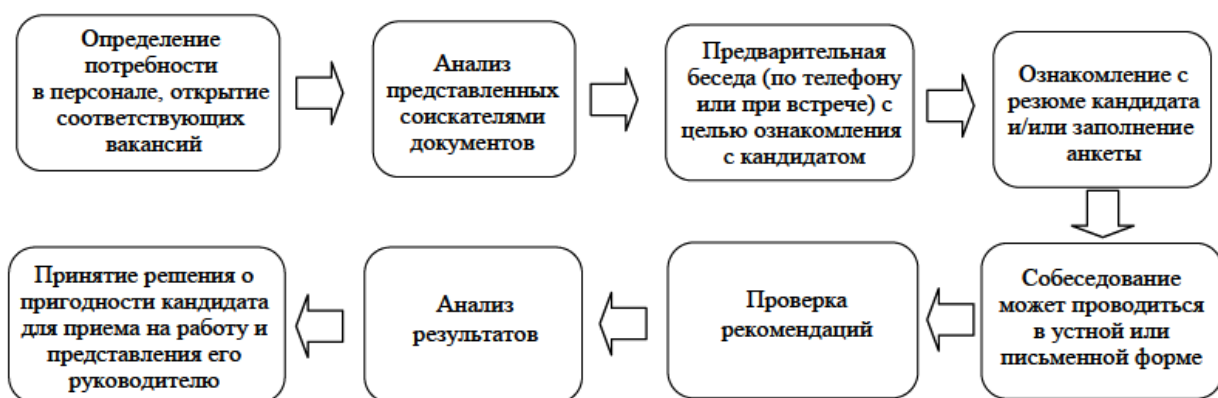 Определение
потребности
в персонале, открытие
соответствующих
вакансий
Анализ
представленных
соискателями
документов
Предварительная
беседа (по телефону
или при встрече) с
целью ознакомления
с кандидатом
Ознакомление с
резюме кандидата
и/или заполнение
анкеты
Собеседование
может проводиться
в устной или
письменной форме
Проверка
рекомендаций
Анализ
результатов
Принятие решения о
пригодности кандидата
для приема на работу и
представления его
руководителю